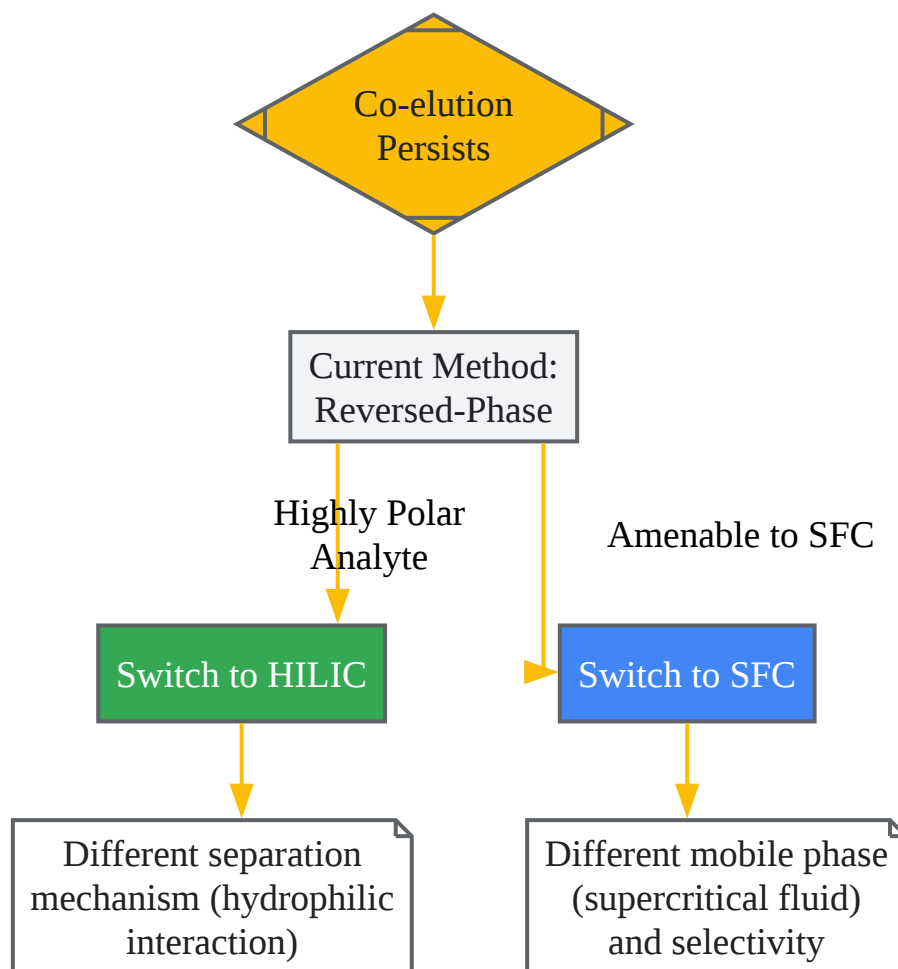 Co-elution
Persists
Current Method:
Reversed-Phase
Highly Polar
Analyte
Amenable to SFC
Switch to HILIC
Switch to SFC
Different separation
mechanism (hydrophilic
interaction)
Different mobile phase
(supercritical fluid)
and selectivity